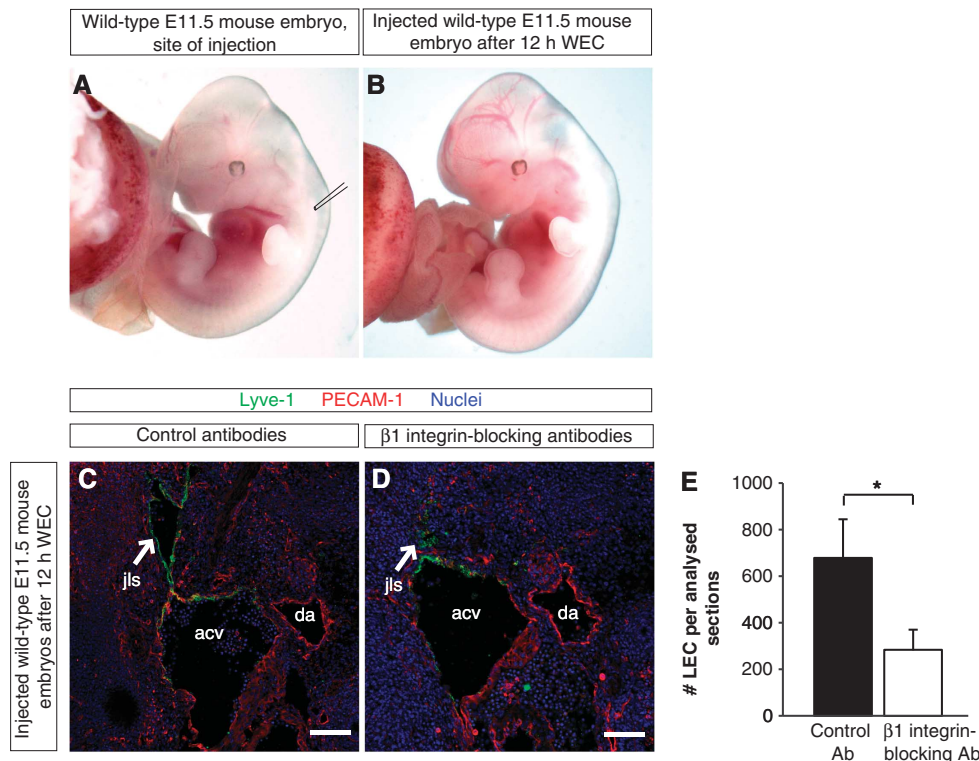 Wild-type E11.5 mouse embryo,
site of injection
Injected wild-type E11.5 mouse
embryo after 12 h WEC
A
B
Lyve-1 PECAM-1 Nuclei
Control antibodies
β1 integrin-blocking antibodies
Injected wild-type E11.5 mouse
embryos after 12 h WEC
C
jls
acv
da
D
jls
acv
da
E
# LEC per analysed
sections
1000
800
600
400
200
0
*
Control
Ab
β1 integrin-
blocking Ab